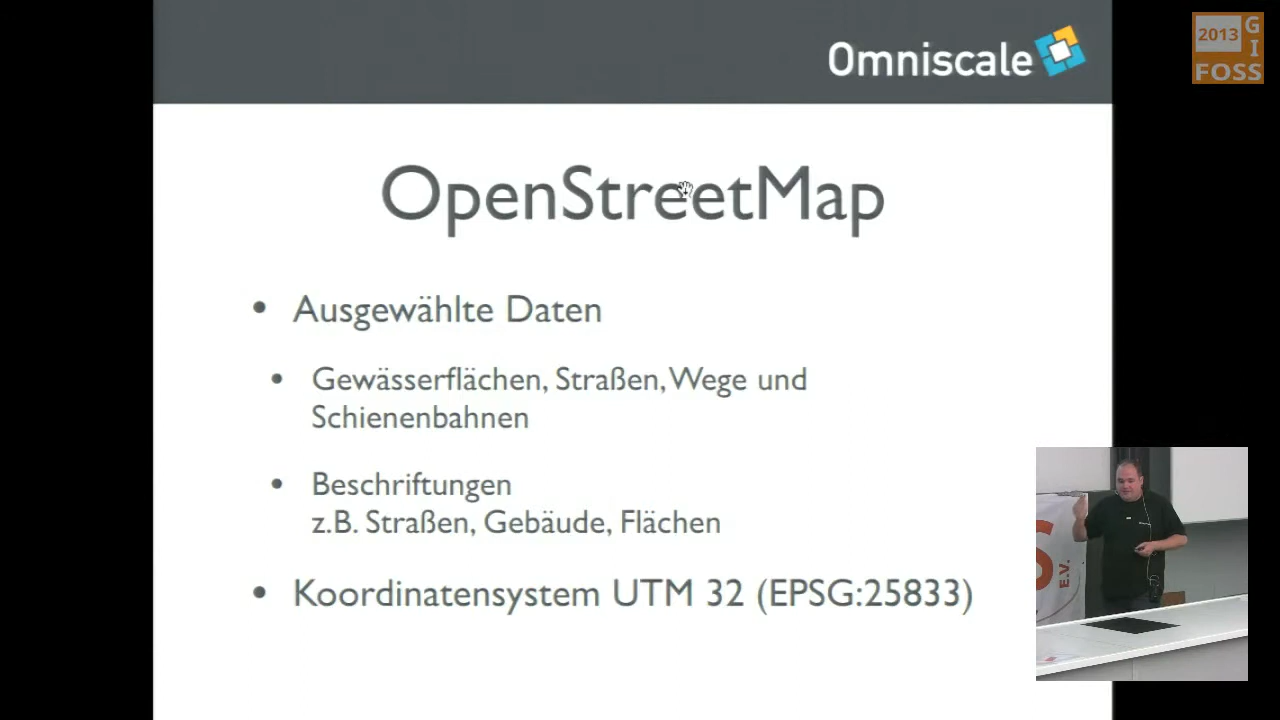 Omniscale
2013
GI
FOSS
OpenStreetMap
• Ausgewählte Daten
• Gewässerflächen, Straßen, Wege und
Schienenbahnen
• Beschriftungen
z.B. Straßen, Gebäude, Flächen
• Koordinatensystem UTM 32 (EPSG:25833)
E.V.